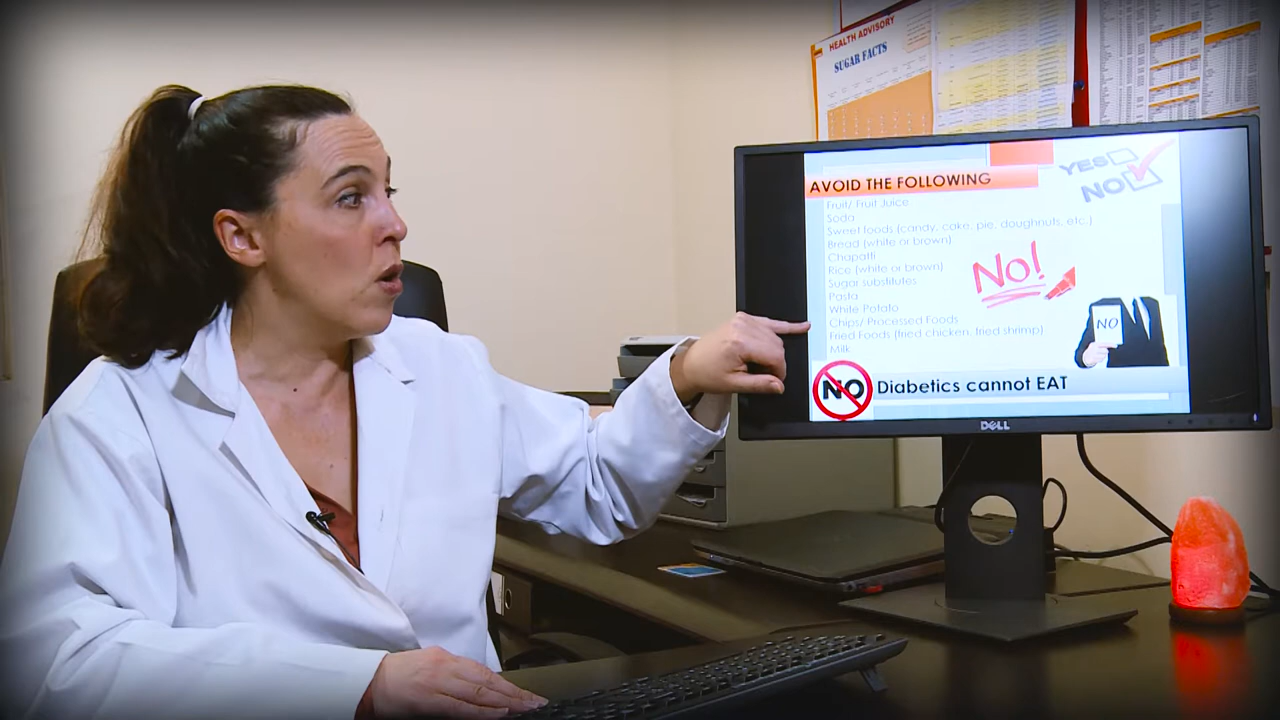 HEALTH ADVISORY
SUGAR FACTS
YES
NO
AVOID THE FOLLOWING
Fruit/ Fruit Juice
Soda
Sweet foods (candy, cake, pie, doughnuts, etc.)
Bread (white or brown)
Chapatti
Rice (white or brown)
Sugar substitutes
Pasta
White Potato
Chips/ Processed Foods
Fried Foods (fried chicken, fried shrimp)
Milk
No!
NO
NO
Diabetics cannot EAT
DELL